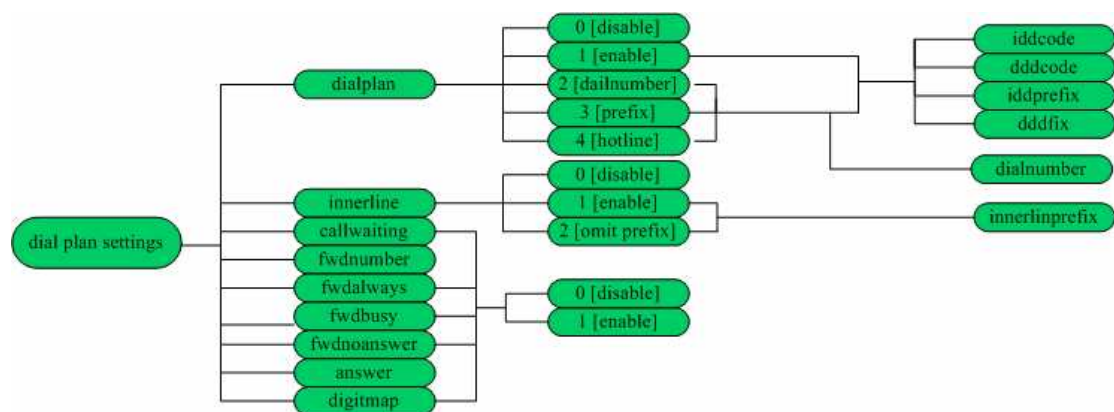 dial plan settings
dialplan
0 [disable]
1 [enable]
2 [dailnumber]
3 [prefix]
4 [hotline]
iddcode
dddcode
iddprefix
dddfix
dialnumber
innerline
0 [disable]
1 [enable]
2 [omit prefix]
innerlinprefix
callwaiting
fwdnumber
fwdalways
fwdbusy
fwdnoanswer
answer
digitmap
0 [disable]
1 [enable]